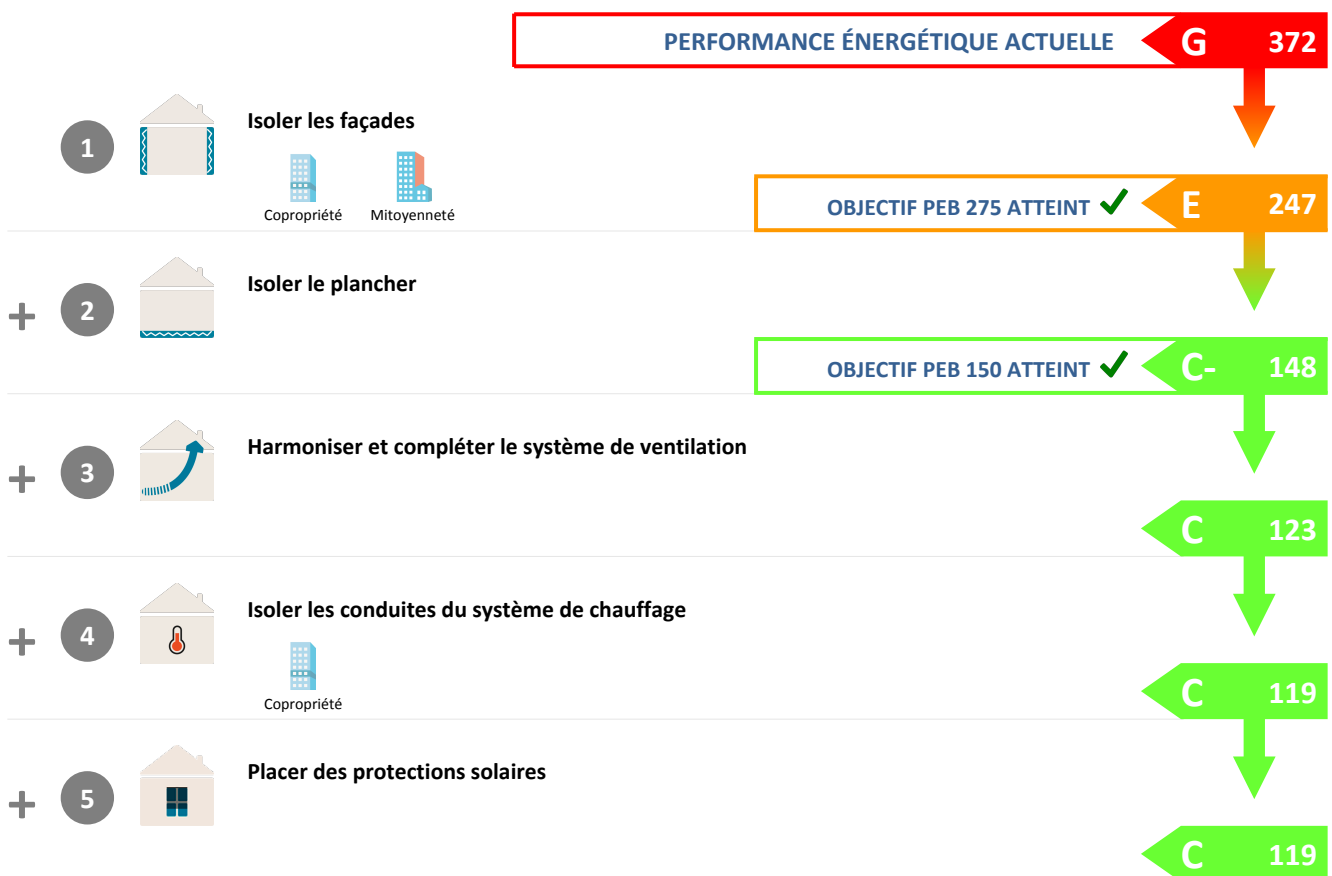 PERFORMANCE ÉNERGÉTIQUE ACTUELLE G 372
1 Isoler les façades
Copropriété Mitoyenneté
OBJECTIF PEB 275 ATTEINT ✔ E 247
+ 2 Isoler le plancher
OBJECTIF PEB 150 ATTEINT ✔ C- 148
+ 3 Harmoniser et compléter le système de ventilation
C 123
+ 4 Isoler les conduites du système de chauffage
Copropriété
C 119
+ 5 Placer des protections solaires
C 119